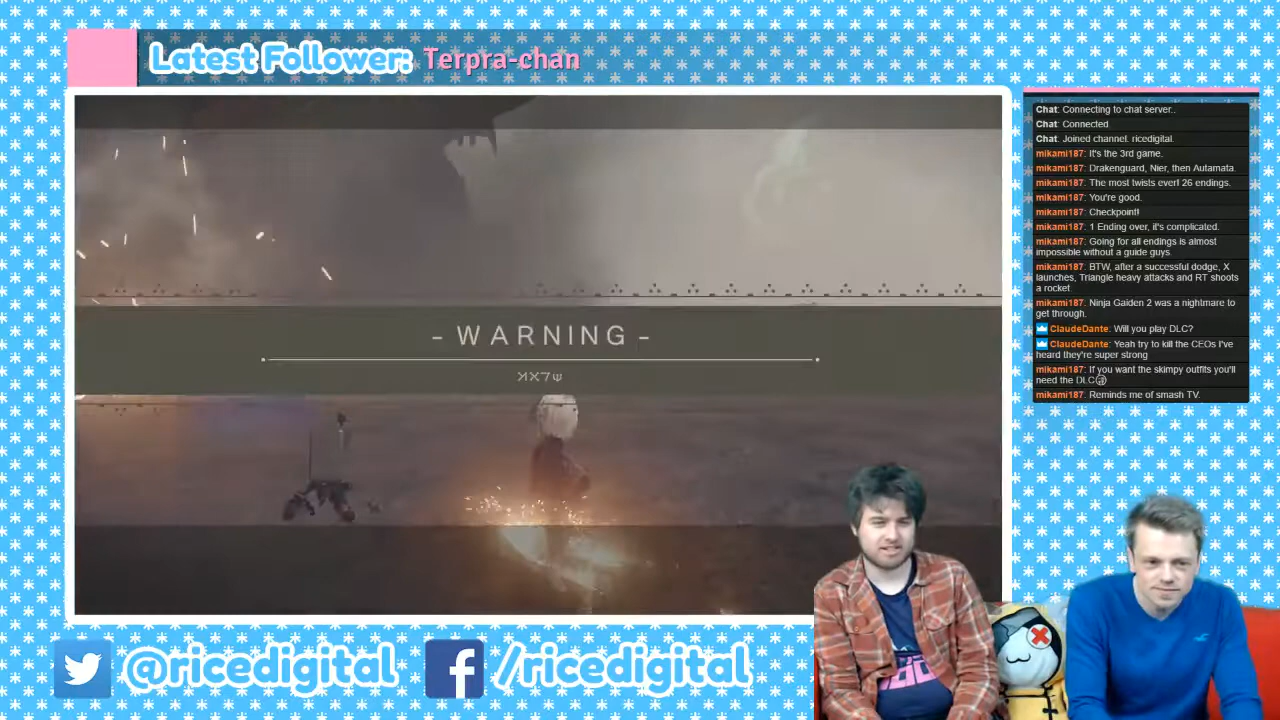 Latest Follower: Terpra-chan
- WARNING -
Chat: Connecting to chat server..
Chat: Connected.
Chat: Joined channel. ricedigital.
mikami187: It's the 3rd game.
mikami187: Drakenguard, Nier, then Autamata.
mikami187: The most twists ever! 26 endings.
mikami187: You're good.
mikami187: Checkpoint!
mikami187: 1 Ending over, it's complicated.
mikami187: Going for all endings is almost
impossible without a guide guys.
mikami187: BTW, after a successful dodge, X
launches, Triangle heavy attacks and RT shoots
a rocket.
mikami187: Ninja Gaiden 2 was a nightmare to
get through.
ClaudeDante: Will you play DLC?
ClaudeDante: Yeah try to kill the CEOs I've
heard they're super strong
mikami187: If you want the skimpy outfits you'll
need the DLC
mikami187: Reminds me of smash TV.
@ricedigital
/ricedigital